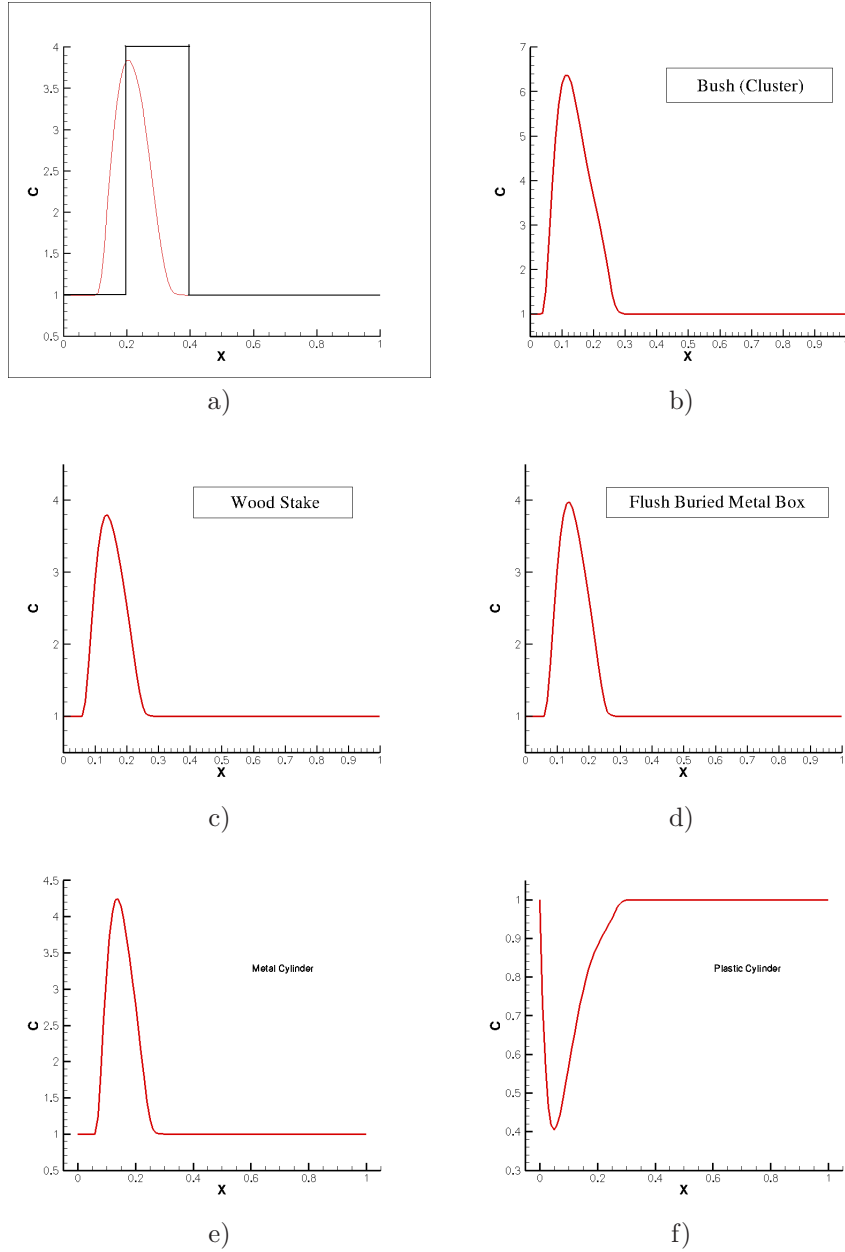 4
3.5
3
2.5
2
1.5
1
0.5
C
0 0.2 0.4 0.6 0.8 1
X
a)
Bush (Cluster)
7
6
5
4
3
2
1
C
0 0.1 0.2 0.3 0.4 0.5 0.6 0.7 0.8 0.9
X
b)
Wood Stake
4
3
2
1
C
0 0.1 0.2 0.3 0.4 0.5 0.6 0.7 0.8 0.9 1
X
c)
Flush Buried Metal Box
4
3
2
1
C
0 0.1 0.2 0.3 0.4 0.5 0.6 0.7 0.8 0.9 1
X
d)
4.5
4
3.5
3
2.5
2
1.5
1
0.5
C
Metal Cylinder
0 0.2 0.4 0.6 0.8 1
X
e)
1
0.9
0.8
0.7
0.6
0.5
0.4
0.3
C
Plastic Cylinder
0 0.2 0.4 0.6 0.8 1
X
f)